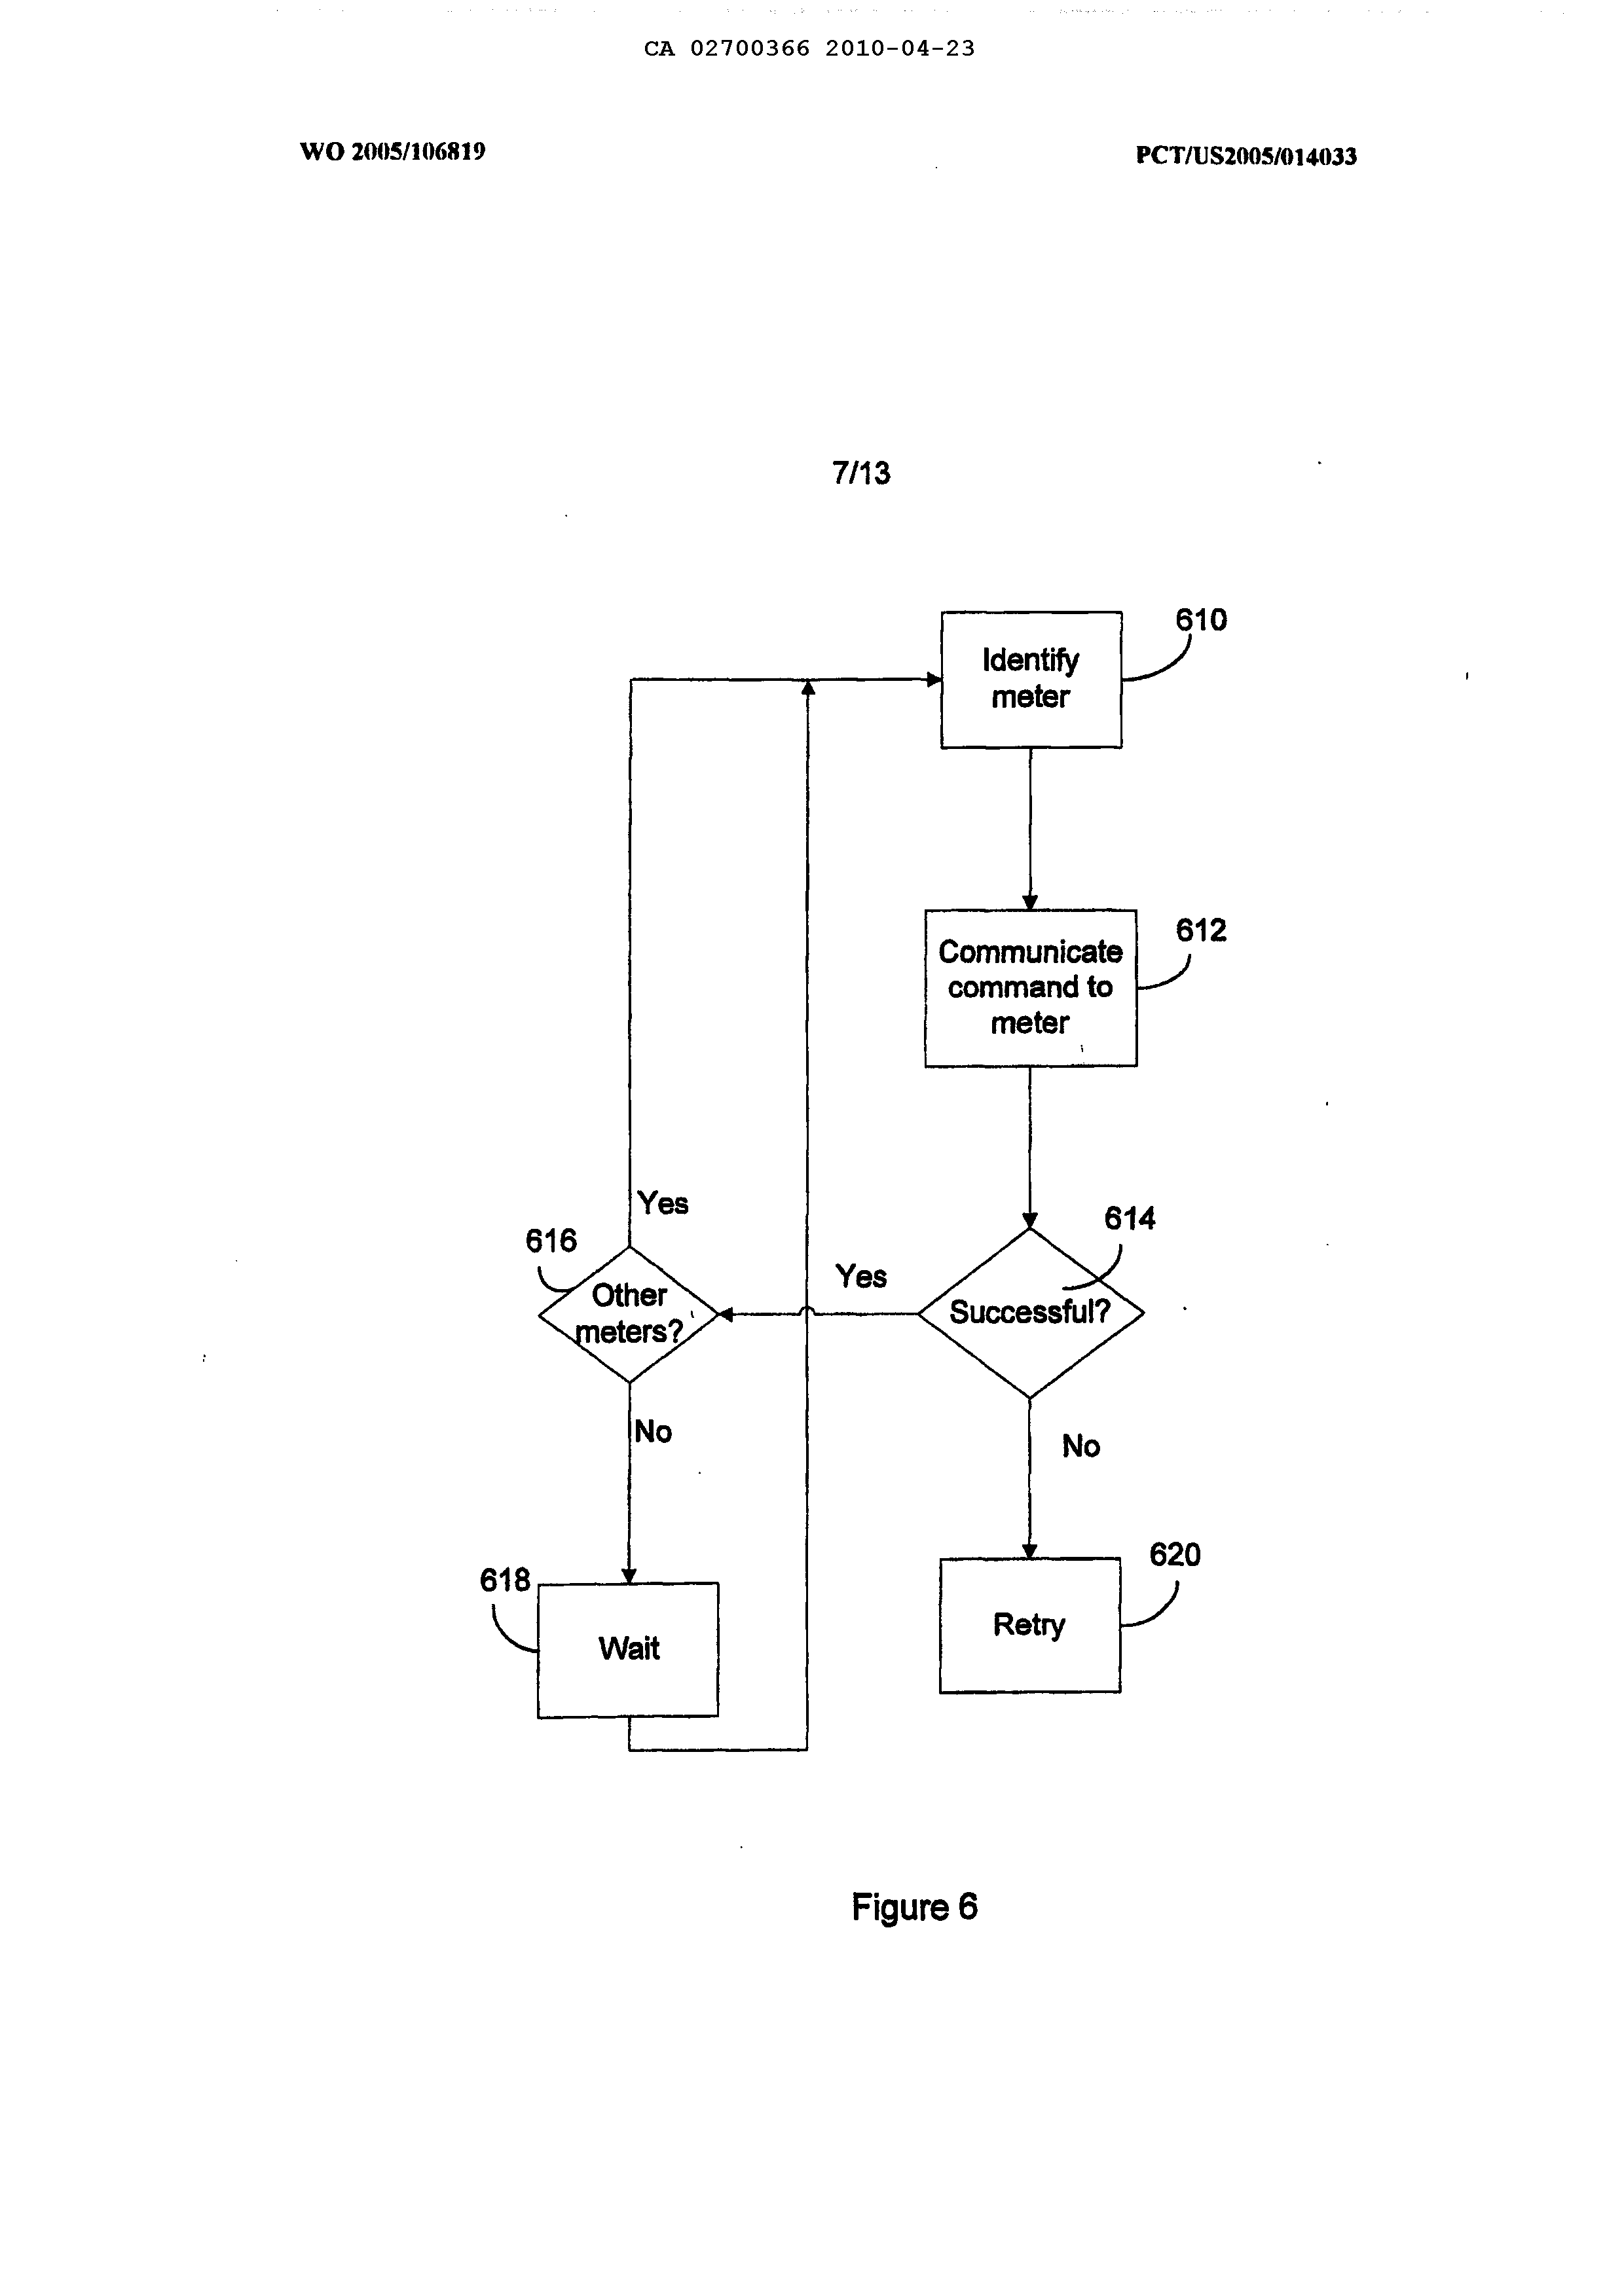 CA 02700366 2010-04-23
WO 2005/106819
PCT/US2005/014033
7/13
610
Identify
meter
612
Communicate
command to
meter
Yes
616
614
Yes
Other
meters?
Successful?
No
No
620
618
Retry
Wait
Figure 6